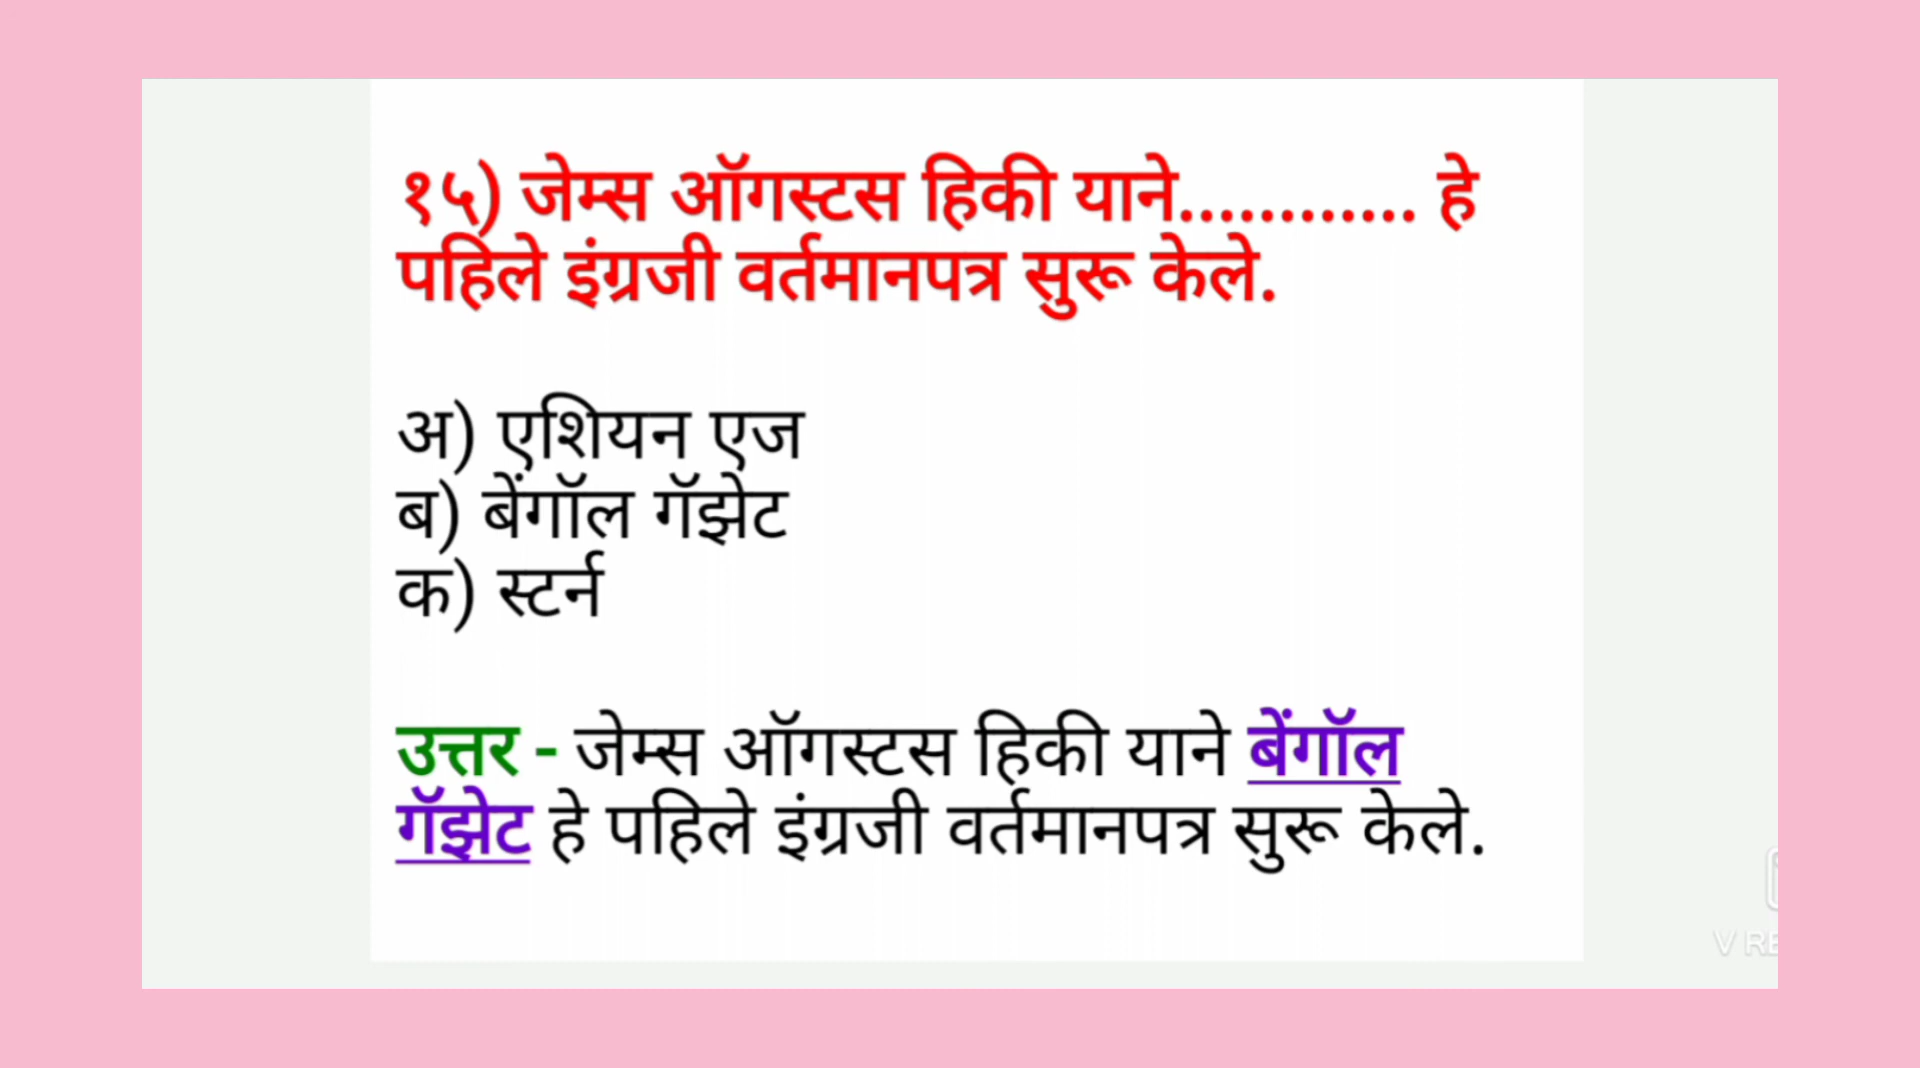 १५) जेम्स ऑगस्टस हिकी याने............ हे
पहिले इंग्रजी वर्तमानपत्र सुरू केले.
अ) एशियन एज
ब) बेंगॉल गॅझेट
क) स्टर्न
उत्तर - जेम्स ऑगस्टस हिकी याने बेंगॉल
गॅझेट हे पहिले इंग्रजी वर्तमानपत्र सुरू केले.